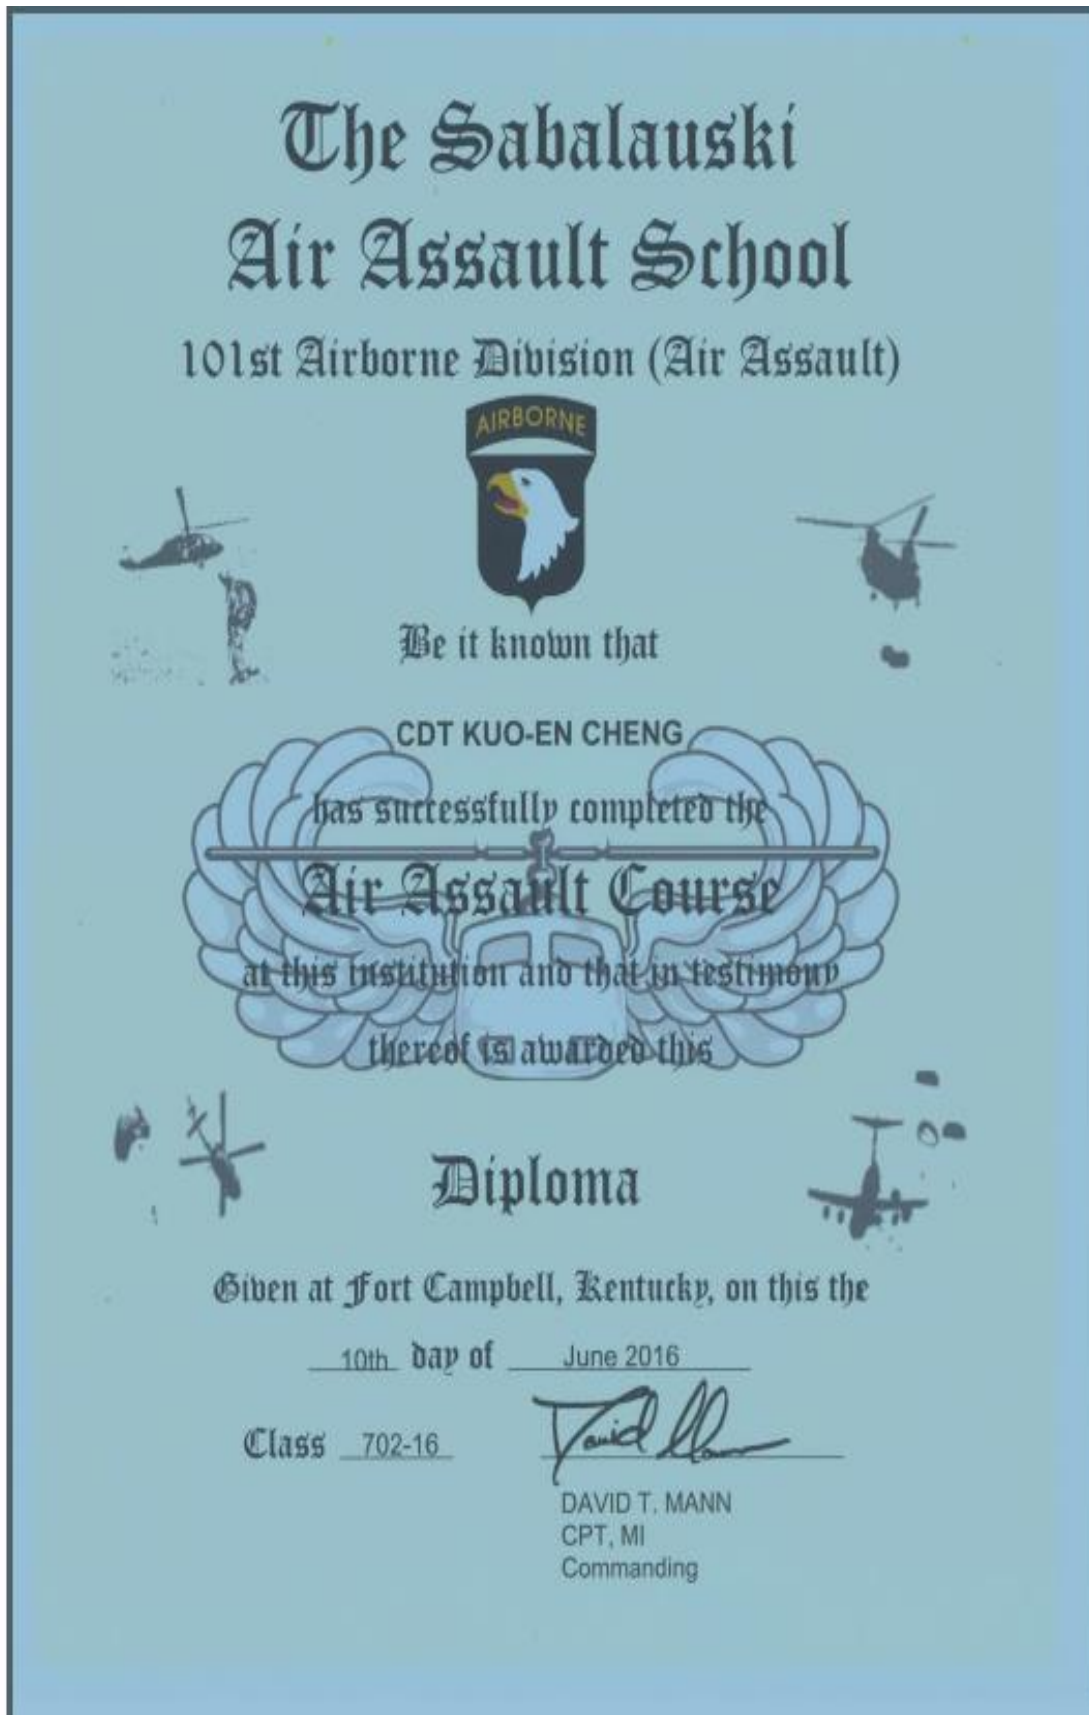 The Sabalauski
Air Assault School
101st Airborne Division (Air Assault)
AIRBORNE
Be it known that
CDT KUO-EN CHENG
has successfully completed the
Air Assault Course
at this institution and that in testimony
thereof is awarded this
Diploma
Given at Fort Campbell, Kentucky, on this the
10th day of June 2016
Class 702-16
David Mann
DAVID T. MANN
CPT, MI
Commanding